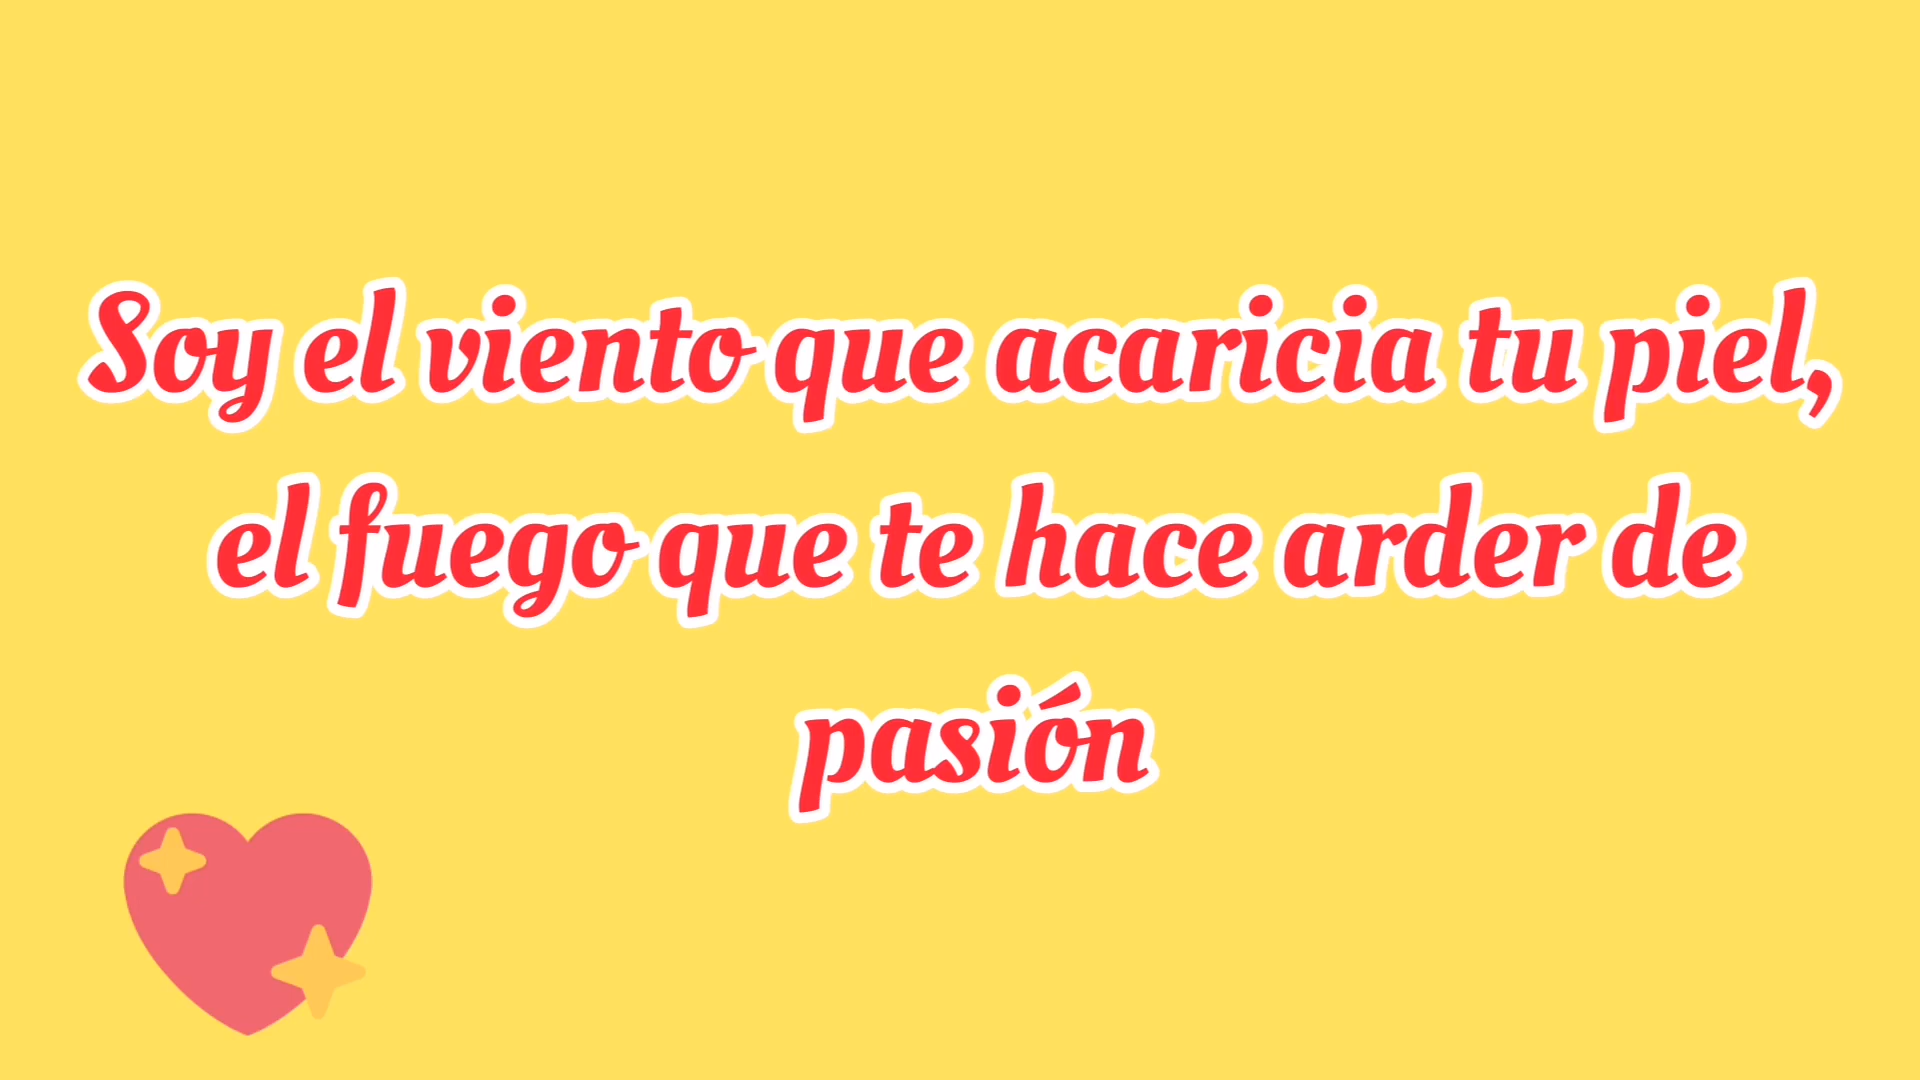 Soy el viento que acaricia tu piel,
el fuego que te hace arder de
pasión